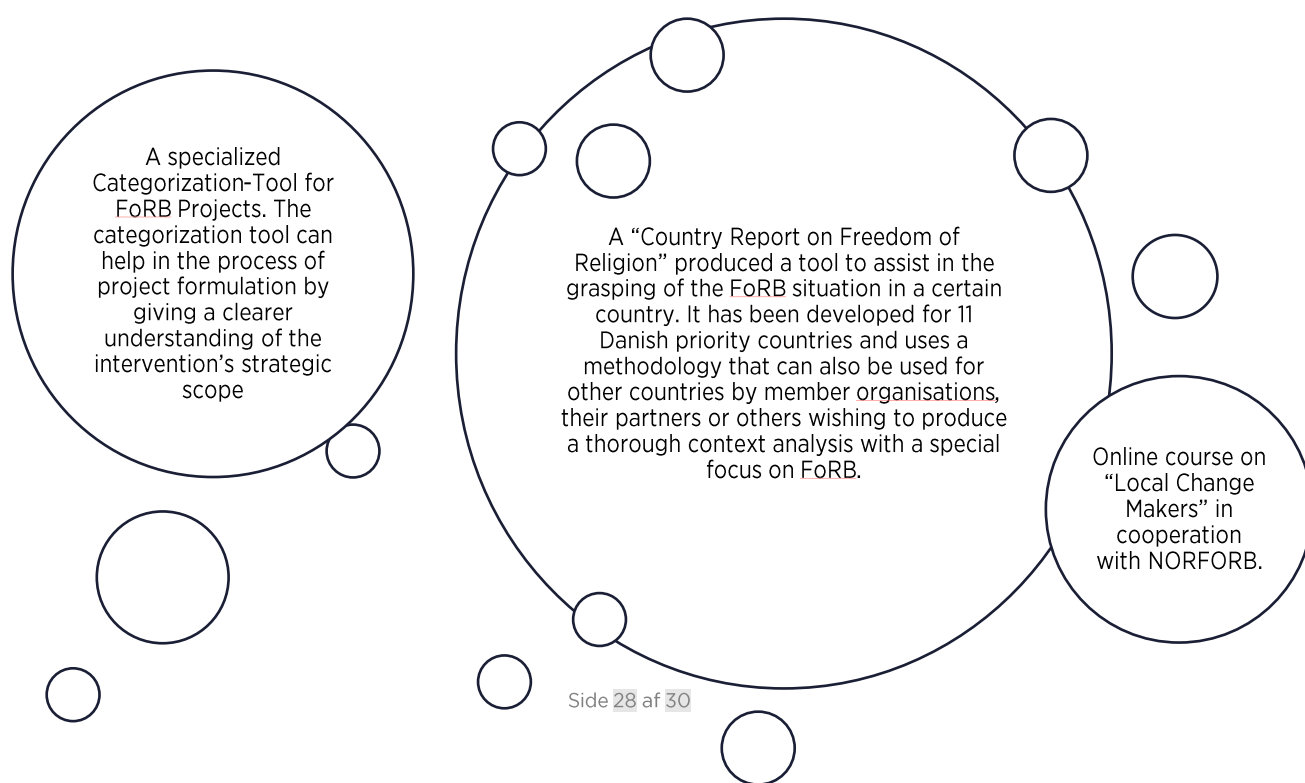 A specialized
Categorization-Tool for
FoRB Projects. The
categorization tool can
help in the process of
project formulation by
giving a clearer
understanding of the
intervention’s strategic
scope
A “Country Report on Freedom of
Religion” produced a tool to assist in the
grasping of the FoRB situation in a certain
country. It has been developed for 11
Danish priority countries and uses a
methodology that can also be used for
other countries by member organisations,
their partners or others wishing to produce
a thorough context analysis with a special
focus on FoRB.
Online course on
“Local Change
Makers” in
cooperation
with NORFORB.
Side 28 af 30